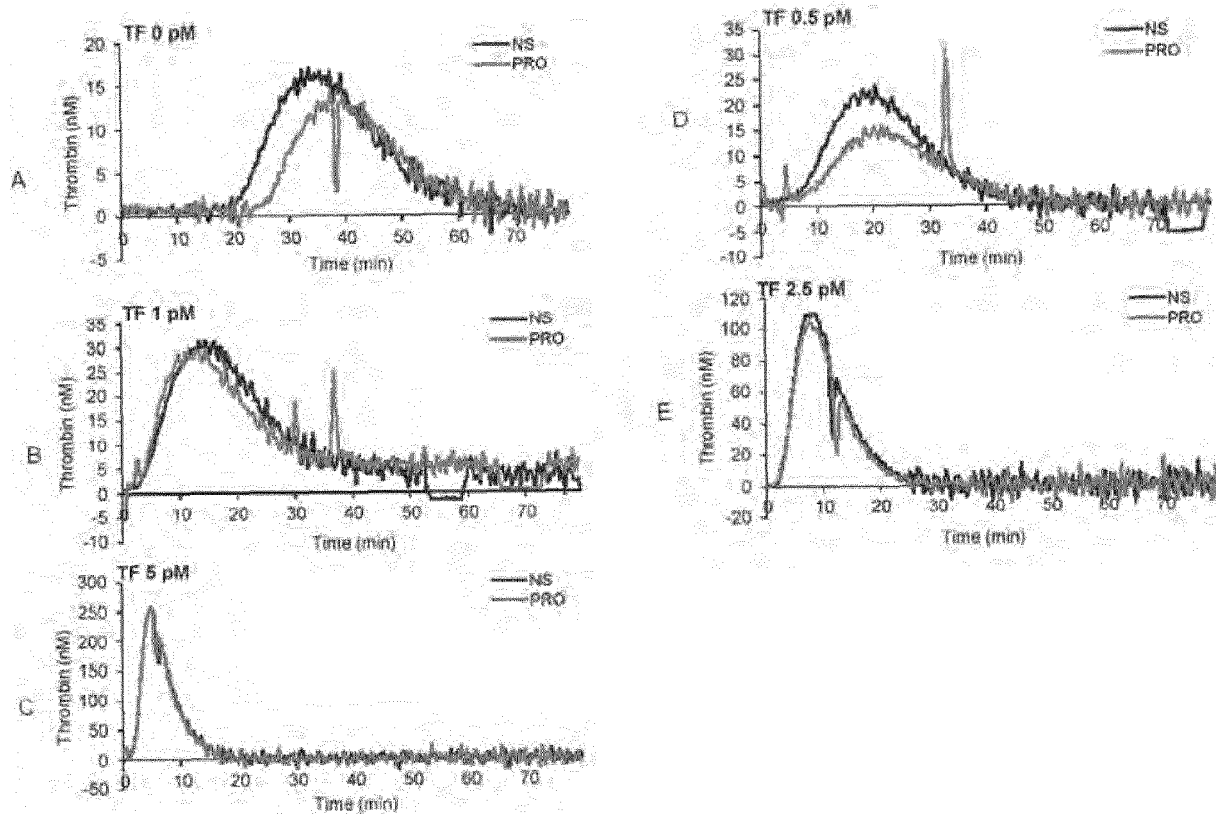 TF 0 pM
NS
PRO
20
15
10
5
0
-5
Thrombin (nM)
0 10 20 30 40 50 60 70
Time (min)
A
TF 1 pM
NS
PRO
35
30
25
20
15
10
5
0
-5
-10
Thrombin (nM)
0 10 20 30 40 50 60 70
Time (min)
B
TF 5 pM
NS
PRO
300
250
200
150
100
50
0
-50
Thrombin (nM)
0 10 20 30 40 50 60 70
Time (min)
C
TF 0.5 pM
NS
PRO
35
30
25
20
15
10
5
0
-5
-10
Thrombin (nM)
0 10 20 30 40 50 60 70
Time (min)
D
TF 2.5 pM
NS
PRO
120
100
80
60
40
20
0
-20
Thrombin (nM)
0 10 20 30 40 50 60 70
Time (min)
E